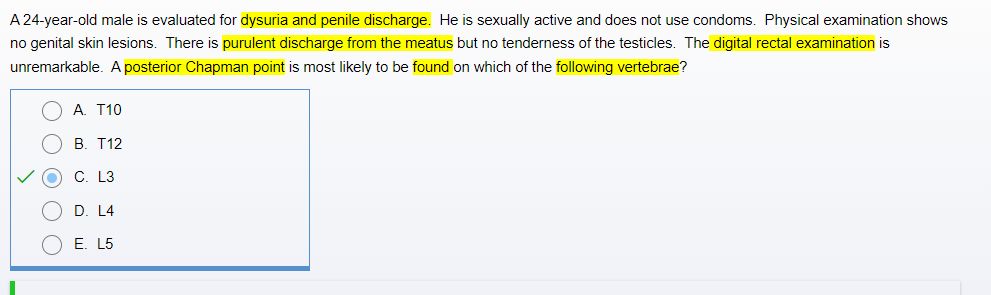 A 24-year-old male is evaluated for dysuria and penile discharge.  He is sexually active and does not use condoms.  Physical examination shows
no genital skin lesions.  There is purulent discharge from the meatus but no tenderness of the testicles.  The digital rectal examination is
unremarkable.  A posterior Chapman point is most likely to be found on which of the following vertebrae?
A. T10
B. T12
C. L3
D. L4
E. L5